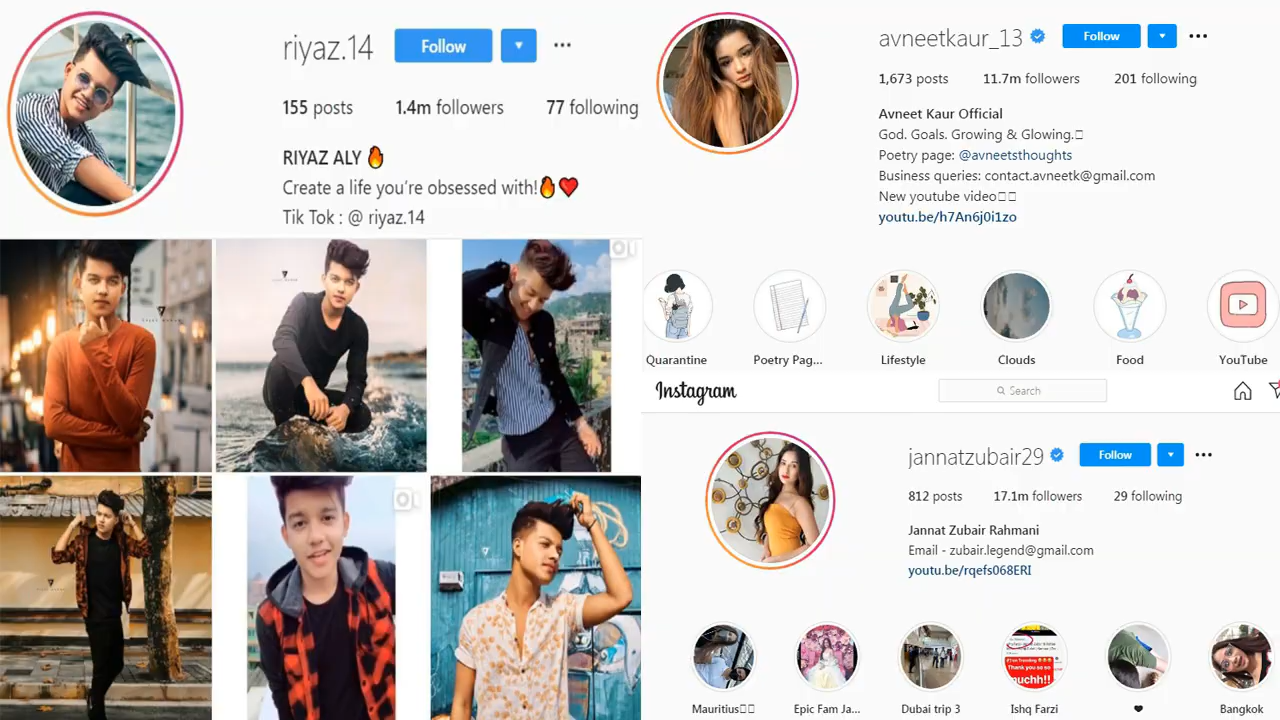 riyaz.14 Follow
155 posts 1.4m followers 77 following
RIYAZ ALY 🔥
Create a life you're obsessed with!🔥❤️
Tik Tok : @ riyaz.14
avneetkaur_13 Follow
1,673 posts 11.7m followers 201 following
Avneet Kaur Official
God. Goals. Growing & Glowing.□
Poetry page: @avneetsthoughts
Business queries: contact.avneetk@gmail.com
New youtube video□□
youtu.be/h7An6j0i1zo
Quarantine Poetry Pag... Lifestyle Clouds Food YouTube
Instagram Search
jannatzubair29 Follow
812 posts 17.1m followers 29 following
Jannat Zubair Rahmani
Email - zubair.legend@gmail.com
youtu.be/rqefs068ERI
Thank you so
muchh!!
Mauritius□□ Epic Fam Ja... Dubai trip 3 Ishq Farzi ❤ Bangkok